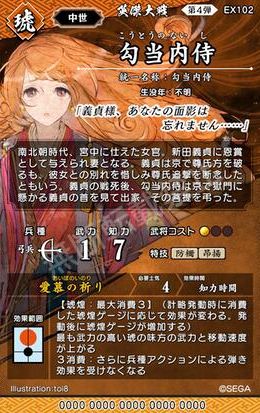 琥
中世
英傑大戦
第4弾
EX102
こうとうのないし
勾当内侍
統一名称:勾当内侍
生没年:不明
「義貞様、あなたの面影は
忘れません……」
南北朝時代、宮中に仕えた女官。新田義貞に恩賞
として与えられ妻となる。義貞は京で尊氏方を破
るも、彼女との別れを惜しみ尊氏追撃を断念した
ともいう。義貞の戦死後、勾当内侍は京で獄門に
懸かる義貞の首を見て出家、その菩提を弔った。
兵種
武力
知力
武将コスト
弓兵
1
7
特技
防柵
昂揚
あいぼのいのり
愛慕の祈り
必要士気
4
効果時間
知力時間
効果範囲
【琥煌:最大消費3】(計略発動時に消費
した琥煌ゲージに応じて効果が変わる。発
動後に琥煌ゲージが増加する)
最も武力の高い琥の味方の武力と移動速度
が上がる
3消費:さらに兵種アクションによる弾き
効果を受けなくなる
Illustration:toi8
©SEGA
0000 0000 0000 0000 0000